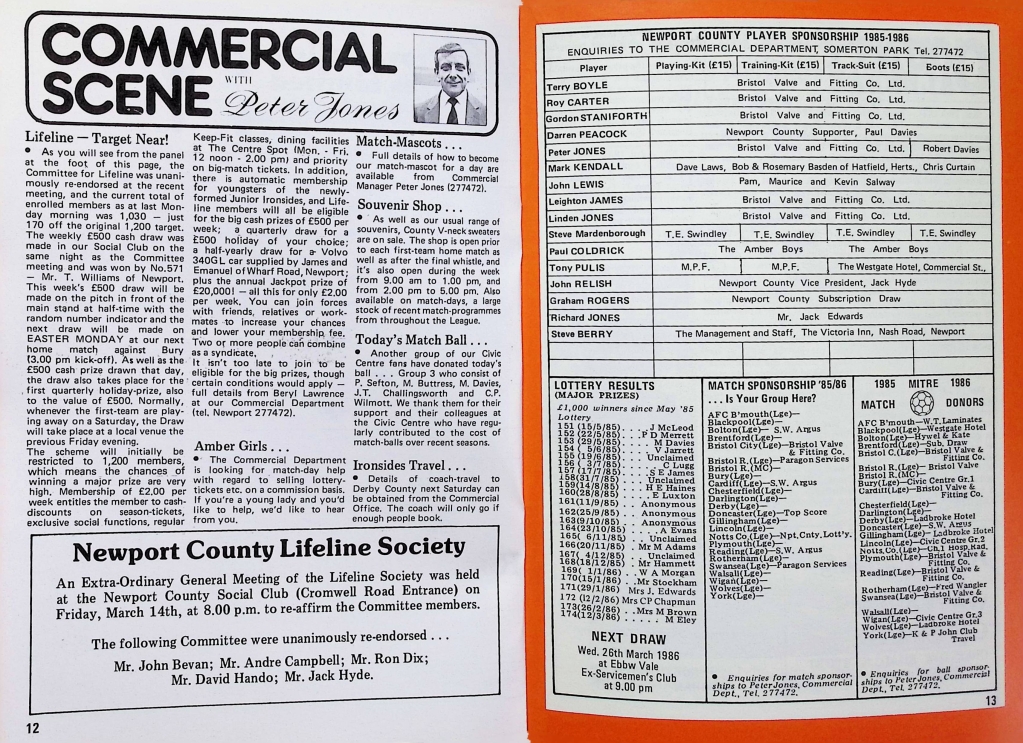 COMMERCIAL
SCENE
WITH
Peter Jones
Lifeline — Target Near!
• As you will see from the panel
at the foot of this page, the
Committee for Lifeline was unani-
mously re-endorsed at the recent
meeting, and the current total of
enrolled members as at last Mon-
day morning was 1,030 — just
170 off the original 1,200 target.
The weekly £500 cash draw was
made in our Social Club on the
same night as the Committee
meeting and was won by No.571
— Mr. T. Williams of Newport.
This week's £500 draw will be
made on the pitch in front of the
main stand at half-time with the
random number indicator and the
next draw will be made on
EASTER MONDAY at our next
home match against Bury
(3.00 pm kick-off). As well as the
£500 cash prize drawn that day,
the draw also takes place for the
first quarterly holiday-prize, also
to the value of £500. Normally,
whenever the first-team are play-
ing away on a Saturday, the Draw
will take place at a local venue the
previous Friday evening.
The scheme will initially be
restricted to 1,200 members,
which means the chances of
winning a major prize are very
high. Membership of £2.00 per
week entitles the member to cash-
discounts on season-tickets,
exclusive social functions, regular
Keep-Fit classes, dining facilities
at The Centre Spot (Mon. - Fri.
12 noon - 2.00 pm) and priority
on big-match tickets. In addition,
there is automatic membership
for youngsters of the newly-
formed Junior Ironsides, and Life-
line members will all be eligible
for the big cash prizes of £500 per
week; a quarterly draw for a
£500 holiday of your choice;
a half-yearly draw for a Volvo
340GL car supplied by James and
Emanuel of Wharf Road, Newport;
plus the annual Jackpot prize of
£20,000! — all this for only £2.00
per week. You can join forces
with friends, relatives or work-
mates to increase your chances
and lower your membership fee.
Two or more people can combine
as a syndicate.
It isn't too late to join to be
eligible for the big prizes, though
certain conditions would apply —
full details from Beryl Lawrence
at our Commercial Department
(tel. Newport 277472).
Amber Girls ...
• The Commercial Department
is looking for match-day help
with regard to selling lottery-
tickets etc. on a commission basis.
If you're a young lady and you'd
like to help, we'd like to hear
from you.
Match-Mascots ...
• Full details of how to become
our match-mascot for a day are
available from Commercial
Manager Peter Jones (277472).
Souvenir Shop ...
• As well as our usual range of
souvenirs, County V-neck sweaters
are on sale. The shop is open prior
to each first-team home match as
well as after the final whistle, and
it's also open during the week
from 9.00 am to 1.00 pm, and
from 2.00 pm to 5.00 pm. Also
available on match-days, a large
stock of recent match-programmes
from throughout the League.
Today's Match Ball ...
• Another group of our Civic
Centre fans have donated today's
ball ... Group 3 who consist of
P. Sefton, M. Buttress, M. Davies,
J.T. Challingsworth and C.P.
Wilmott. We thank them for their
support and their colleagues at
the Civic Centre who have regu-
larly contributed to the cost of
match-balls over recent seasons.
Ironsides Travel ...
• Details of coach-travel to
Derby County next Saturday can
be obtained from the Commercial
Office. The coach will only go if
enough people book.
Newport County Lifeline Society
An Extra-Ordinary General Meeting of the Lifeline Society was held
at the Newport County Social Club (Cromwell Road Entrance) on
Friday, March 14th, at 8.00 p.m. to re-affirm the Committee members.
The following Committee were unanimously re-endorsed ...
Mr. John Bevan; Mr. Andre Campbell; Mr. Ron Dix;
Mr. David Hando; Mr. Jack Hyde.
12
NEWPORT COUNTY PLAYER SPONSORSHIP 1985-1986
ENQUIRIES TO THE COMMERCIAL DEPARTMENT, SOMERTON PARK Tel. 277472
Player Playing-Kit (£15) Training-Kit (£15) Track-Suit (£15) Boots (£15)
Terry BOYLE Bristol Valve and Fitting Co. Ltd.
Roy CARTER Bristol Valve and Fitting Co. Ltd.
Gordon STANIFORTH Bristol Valve and Fitting Co. Ltd.
Darren PEACOCK Newport County Supporter, Paul Davies
Peter JONES Bristol Valve and Fitting Co. Ltd. Robert Davies
Mark KENDALL Dave Laws, Bob & Rosemary Basden of Hatfield, Herts., Chris Curtain
John LEWIS Pam, Maurice and Kevin Salway
Leighton JAMES Bristol Valve and Fitting Co. Ltd.
Linden JONES Bristol Valve and Fitting Co. Ltd.
Steve Mardenborough T.E. Swindley T.E. Swindley T.E. Swindley T.E. Swindley
Paul COLDRICK The Amber Boys The Amber Boys
Tony PULIS M.P.F. M.P.F. The Westgate Hotel, Commercial St.,
John RELISH Newport County Vice President, Jack Hyde
Graham ROGERS Newport County Subscription Draw
Richard JONES Mr. Jack Edwards
Steve BERRY The Management and Staff, The Victoria Inn, Nash Road, Newport
LOTTERY RESULTS
(MAJOR PRIZES)
£1,000 winners since May '85
Lottery
151 (15/5/85) . . . J McLeod
152 (22/5/85) . . . P D Merrett
153 (29/5/85) . . . M Davies
154 ( 5/6/85) . . . V Jarrett
155 (19/6/85) . . Unclaimed
156 ( 3/7/85) . . . C Lugg
157 (17/7/85) . . . S E James
158(31/7/85) . . Unclaimed
159(14/8/85) . . . H E Haines
160(28/8/85) . . . . E Luxton
161(11/9/85) . . Anonymous
162(25/9/85) . . Anonymous
163(9/10/85) . . Anonymous
164(23/10/85) . . . A Evans
165( 6/11/85) . . Unclaimed
166(20/11/85) . . Mr M Adams
167( 4/12/85) . . Unclaimed
168(18/12/85) . . Mr Hammett
169( 1/1/86) . . W A Morgan
170(15/1/86) . . Mr Stockham
171(29/1/86) Mrs J. Edwards
172 (12/2/86) Mrs CP Chapman
173(26/2/86) . . Mrs M Brown
174(12/3/86) . . . . . M Eley
NEXT DRAW
Wed. 26th March 1986
at Ebbw Vale
Ex-Servicemen's Club
at 9.00 pm
MATCH SPONSORSHIP '85/86
... Is Your Group Here?
AFC B'mouth(Lge)—
Blackpool(Lge)—
Bolton(Lge)—S.W. Argus
Brentford(Lge)—
Bristol City(Lge)—Bristol Valve
& Fitting Co.
Bristol R.(Lge)—Paragon Services
Bristol R.(MC)—
Bury(Lge)—
Cardiff(Lge)—S.W. Argus
Chesterfield(Lge)—
Darlington(Lge)—
Derby(Lge)—
Doncaster(Lge)—Top Score
Gillingham(Lge)—
Lincoln(Lge)—
Notts Co.(Lge)—Npt.Cnty.Lott'y.
Plymouth(Lge)—
Reading(Lge)—S.W. Argus
Rotherham(Lge)—
Swansea(Lge)—Paragon Services
Walsall(Lge)—
Wigan(Lge)—
Wolves(Lge)—
York(Lge)—
• Enquiries for match sponsor-
ships to Peter Jones, Commercial
Dept., Tel. 277472.
1985 MITRE 1986
MATCH DONORS
AFC B'mouth—W.T. Laminates
Blackpool(Lge)—Westgate Hotel
Bolton(Lge)—Hywel & Kate
Brentford(Lge)—Sub. Draw
Bristol C.(Lge)—Bristol Valve &
Fitting Co.
Bristol R.(Lge)— Bristol Valve
Bristol R.(MC)—
Bury(Lge)—Civic Centre Gr.1
Cardiff(Lge)—Bristol Valve &
Fitting Co.
Chesterfield(Lge)—
Darlington(Lge)—
Derby(Lge)—Ladbroke Hotel
Doncaster(Lge)—S.W. Argus
Gillingham(Lge)— Ladbroke Hotel
Lincoln(Lge)—Civic Centre Gr.2
Notts.Co.(Lge)—Ch.1 Hosp.Rad.
Plymouth(Lge)—Bristol Valve &
Fitting Co.
Reading(Lge)—Bristol Valve &
Fitting Co.
Rotherham(Lge)—Fred Wangler
Swansea(Lge)—Bristol Valve &
Fitting Co.
Walsall(Lge)—
Wigan(Lge)—Civic Centre Gr.3
Wolves(Lge)—Ladbroke Hotel
York(Lge)—K & P John Club
Travel
• Enquiries for ball sponsor-
ships to Peter Jones, Commercial
Dept., Tel. 277472.
13